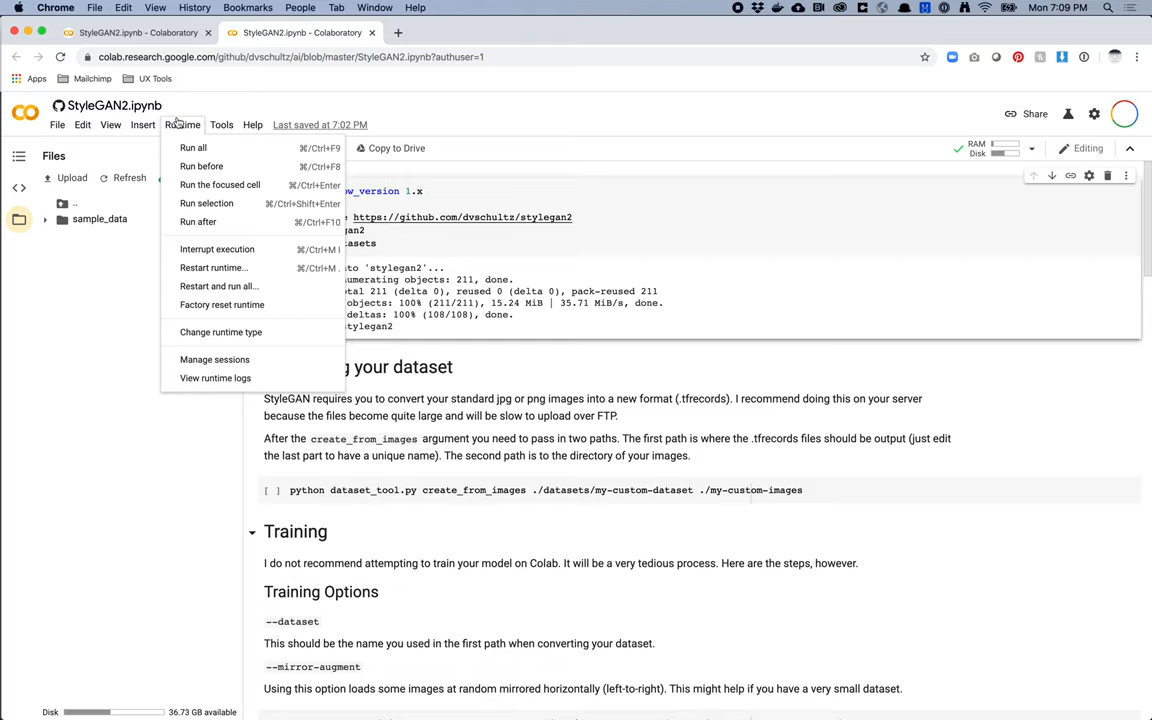 Chrome File Edit View History Bookmarks People Tab Window Help Mon 7:09 PM
StyleGAN2.ipynb - Colaboratory StyleGAN2.ipynb - Colaboratory
colab.research.google.com/github/dvschultz/ai/blob/master/StyleGAN2.ipynb?authuser=1
Apps Mailchimp UX Tools
StyleGAN2.ipynb
Share
File Edit View Insert Runtime Tools Help Last saved at 7:02 PM
Files
Copy to Drive
RAM
Disk
Editing
Upload Refresh
..
sample_data
Run all ⌘/Ctrl+F9
Run before ⌘/Ctrl+F8
Run the focused cell ⌘/Ctrl+Enter
Run selection ⌘/Ctrl+Shift+Enter
Run after ⌘/Ctrl+F10
Interrupt execution ⌘/Ctrl+M I
Restart runtime... ⌘/Ctrl+M .
Restart and run all...
Factory reset runtime
Change runtime type
Manage sessions
View runtime logs
ow_version 1.x
e https://github.com/dvschultz/stylegan2
gan2
tasets
to 'stylegan2'...
numerating objects: 211, done.
otal 211 (delta 0), reused 0 (delta 0), pack-reused 211
objects: 100% (211/211), 15.24 MiB | 35.71 MiB/s, done.
deltas: 100% (108/108), done.
stylegan2
g your dataset
StyleGAN requires you to convert your standard jpg or png images into a new format (.tfrecords). I recommend doing this on your server
because the files become quite large and will be slow to upload over FTP.
After the create_from_images argument you need to pass in two paths. The first path is where the .tfrecords files should be output (just edit
the last part to have a unique name). The second path is to the directory of your images.
[ ] python dataset_tool.py create_from_images ./datasets/my-custom-dataset ./my-custom-images
Training
I do not recommend attempting to train your model on Colab. It will be a very tedious process. Here are the steps, however.
Training Options
--dataset
This should be the name you used in the first path when converting your dataset.
--mirror-augment
Using this option loads some images at random mirrored horizontally (left-to-right). This might help if you have a very small dataset.
Disk 36.73 GB available